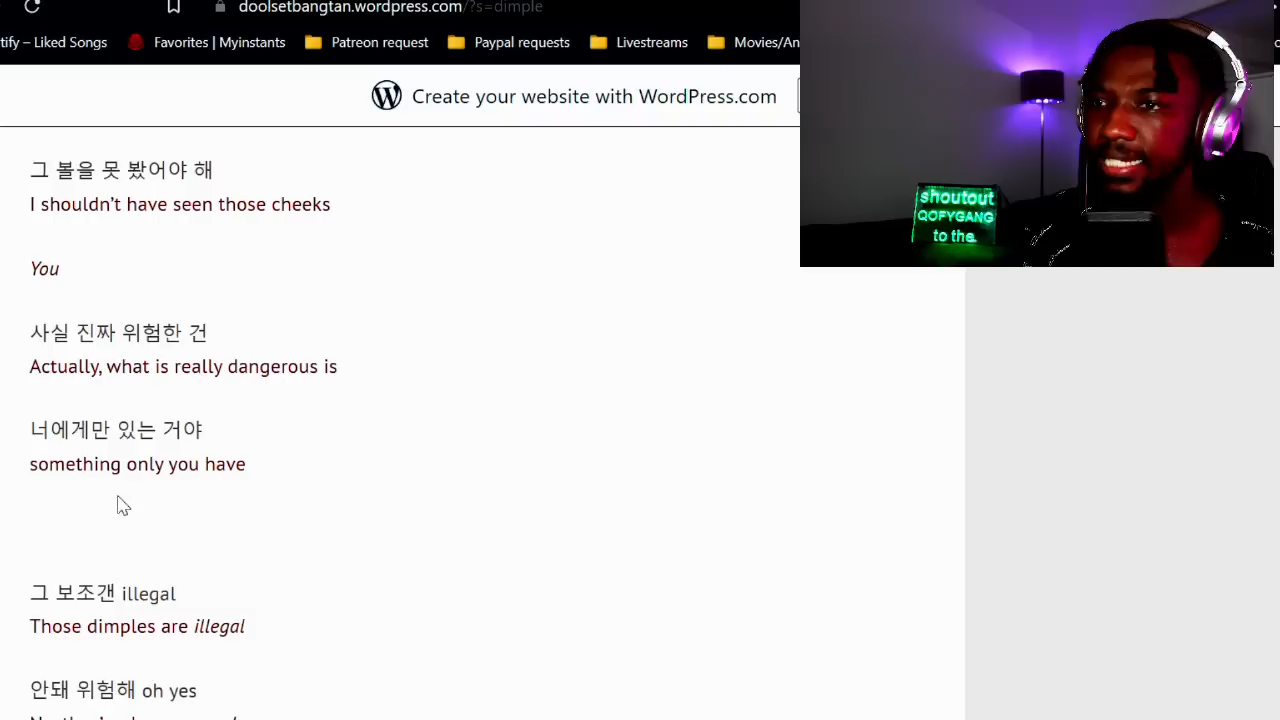 doolsetbangtan.wordpress.com/?s=dimple
tify – Liked Songs Favorites | Myinstants Patreon request Paypal requests Livestreams Movies/An
Create your website with WordPress.com
shoutout
QOFYGANG
to the
그 볼을 못 봤어야 해
I shouldn’t have seen those cheeks
You
사실 진짜 위험한 건
Actually, what is really dangerous is
너에게만 있는 거야
something only you have
그 보조갠 illegal
Those dimples are illegal
안돼 위험해 oh yes